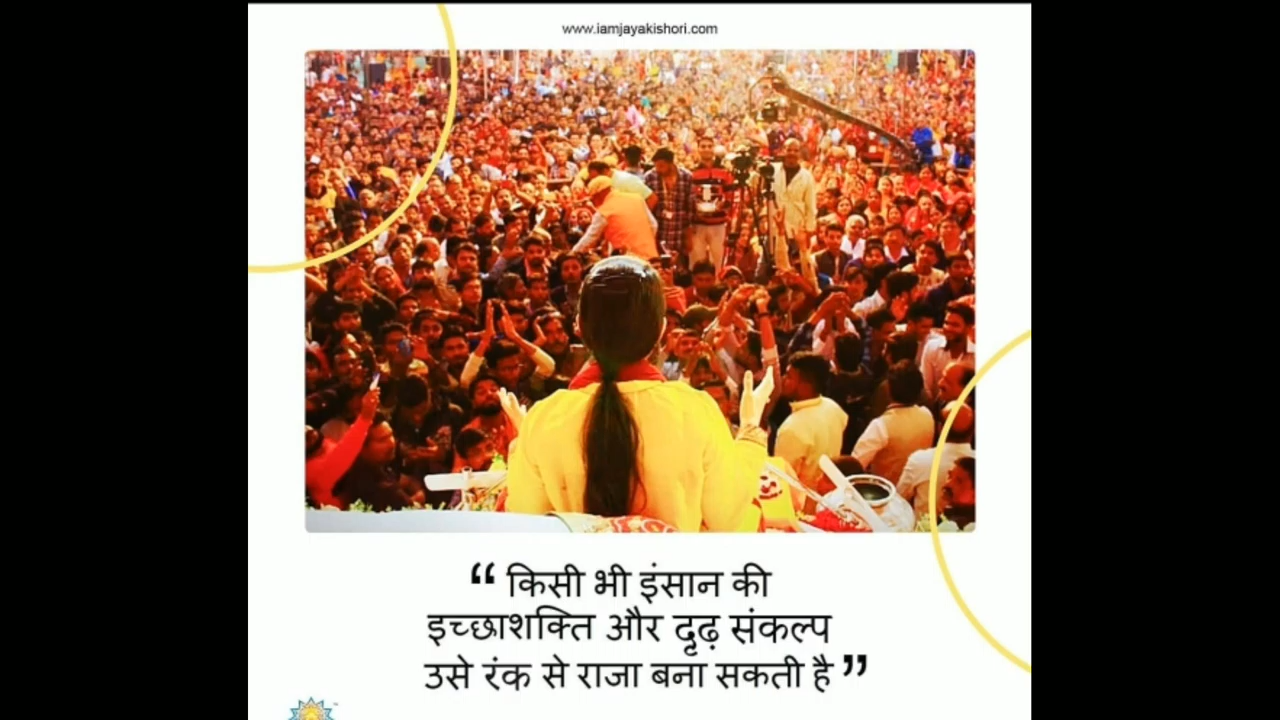 www.iamjayakishori.com
“ किसी भी इंसान की
इच्छाशक्ति और दृढ़ संकल्प
उसे रंक से राजा बना सकती है ”